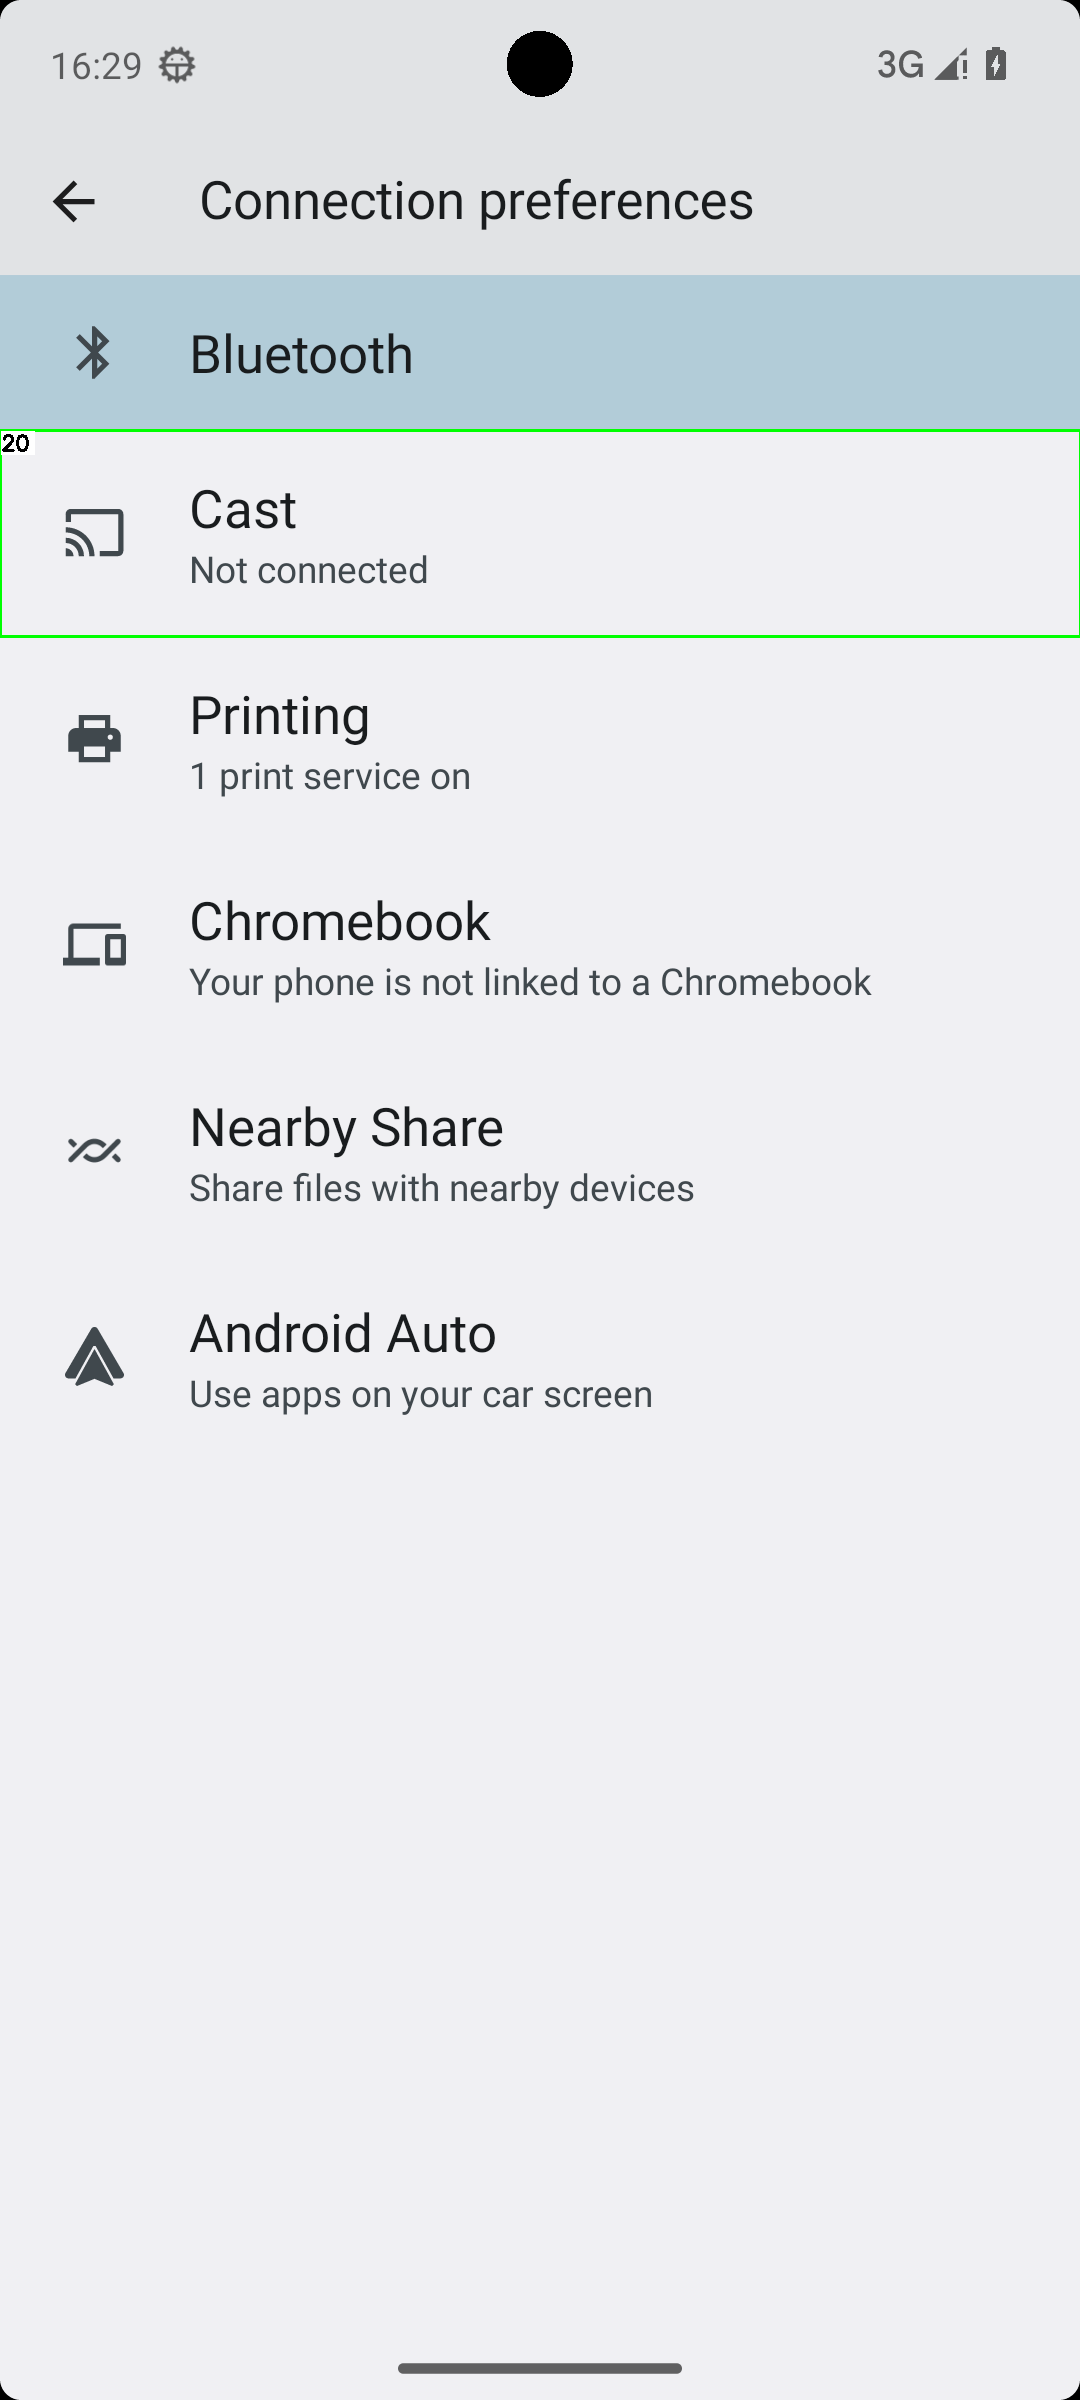 16:29
3G
Connection preferences
Bluetooth
20
Cast
Not connected
Printing
1 print service on
Chromebook
Your phone is not linked to a Chromebook
Nearby Share
Share files with nearby devices
Android Auto
Use apps on your car screen